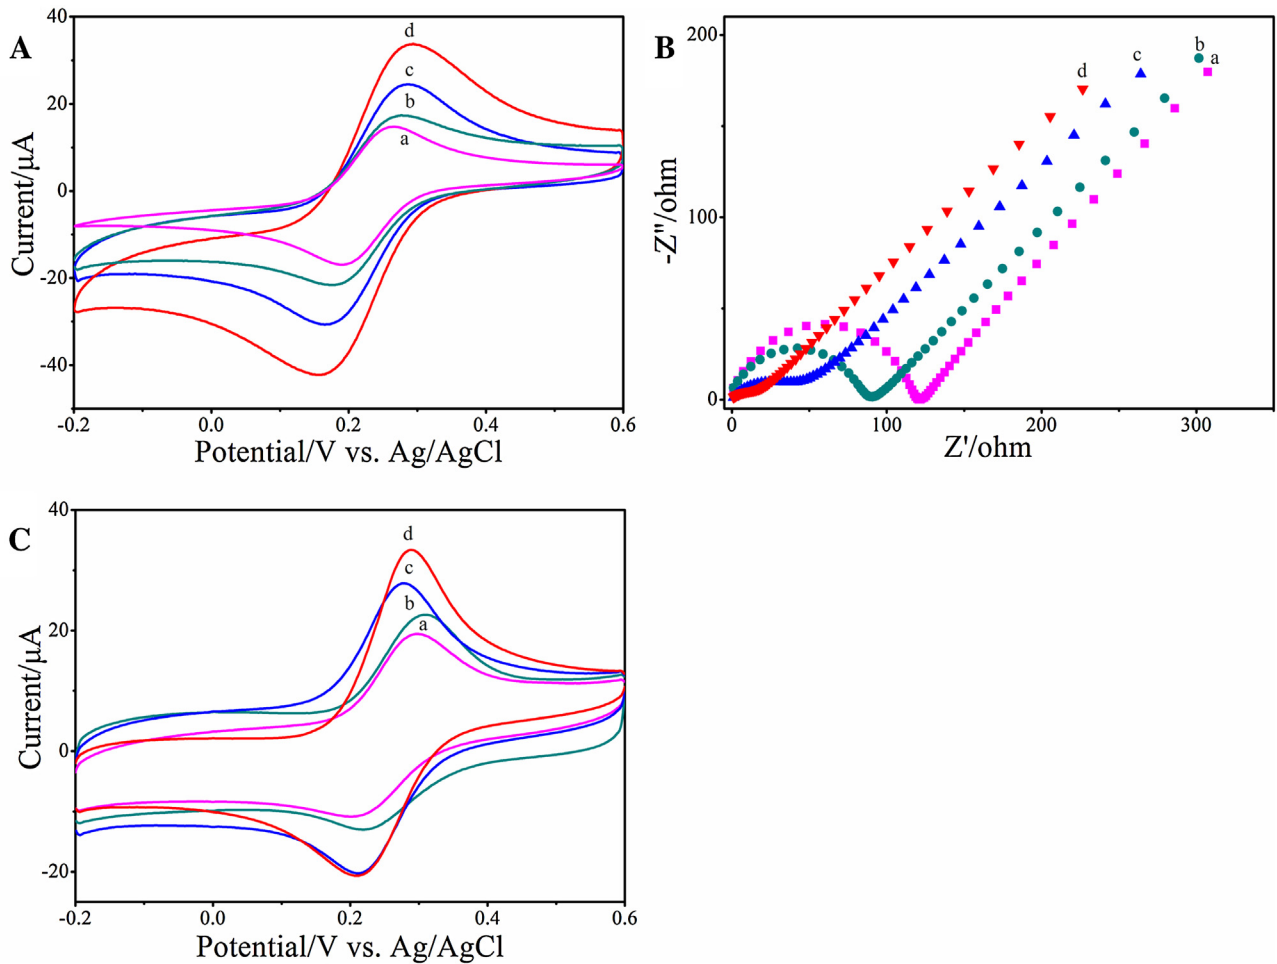 A
40
20
0
-20
-40
Current/μA
d
c
b
a
-0.2 0.0 0.2 0.4 0.6
Potential/V vs. Ag/AgCl
B
200
100
0
-Z''/ohm
d
c
b
a
0 100 200 300
Z'/ohm
C
40
20
0
-20
Current/μA
d
c
b
a
-0.2 0.0 0.2 0.4 0.6
Potential/V vs. Ag/AgCl